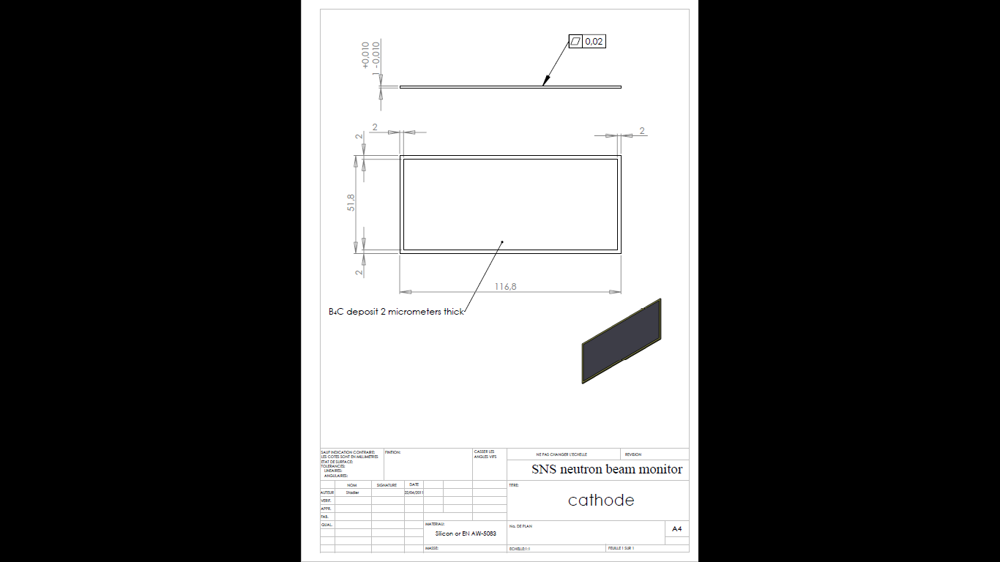 0,02
+0,010
1 -0,010
2
2
2
51,8
2
116,8
B₄C deposit 2 micrometers thick
SAUF INDICATION CONTRAIRE:
LES COTES SONT EN MILLIMETRES
ETAT DE SURFACE:
TOLERANCES:
LINEAIRES:
ANGULAIRES:
FINITION:
CASSER LES
ANGLES VIFS
NE PAS CHANGER L'ECHELLE
REVISION
SNS neutron beam monitor
NOM
SIGNATURE
DATE
TITRE:
AUTEUR
Stadler
22/04/2011
cathode
VERIF.
APPR.
FAB.
QUAL.
MATERIAU:
Silicon or EN AW-5083
No. DE PLAN
A4
MASSE:
ECHELLE:1:1
FEUILLE 1 SUR 1